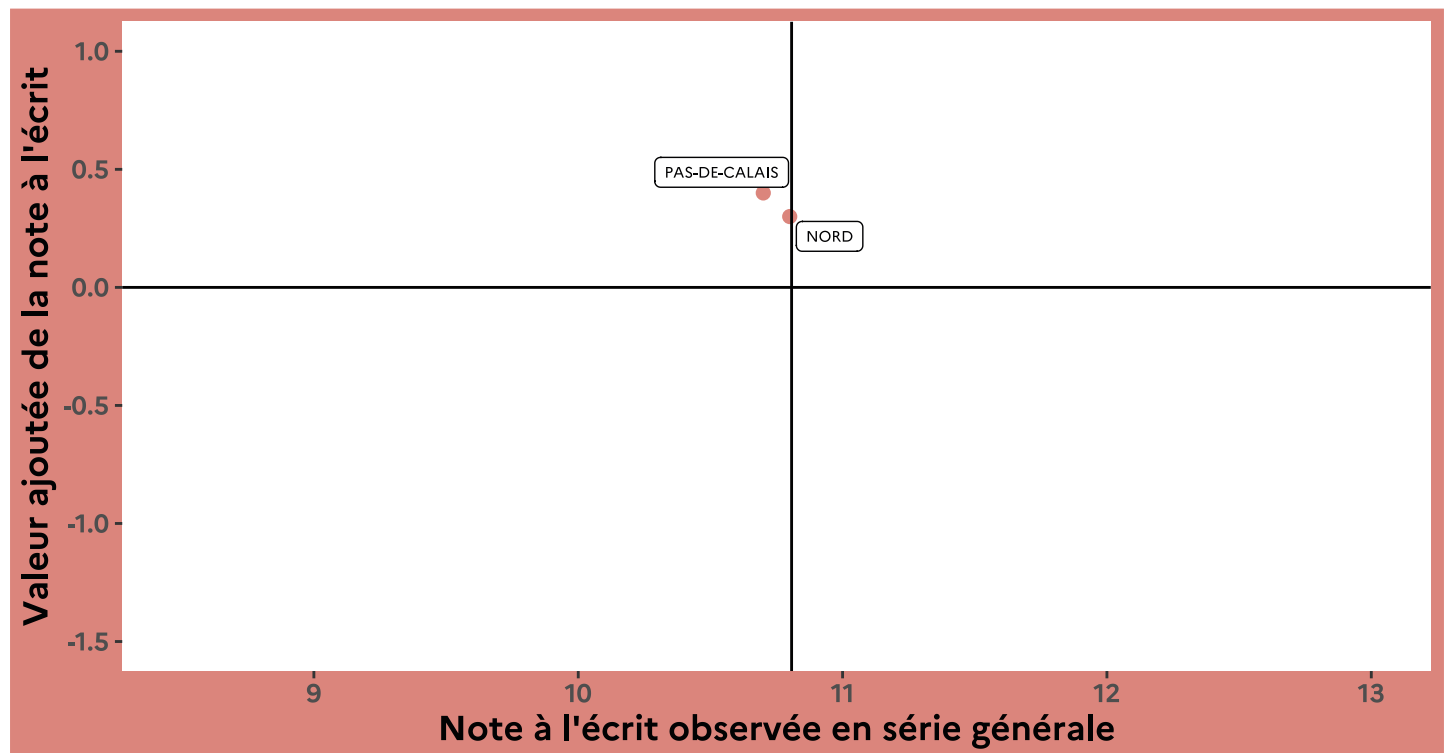 Valeur ajoutée de la note à l'écrit
1.0
0.5
0.0
-0.5
-1.0
-1.5
PAS-DE-CALAIS
NORD
9 10 11 12 13
Note à l'écrit observée en série générale